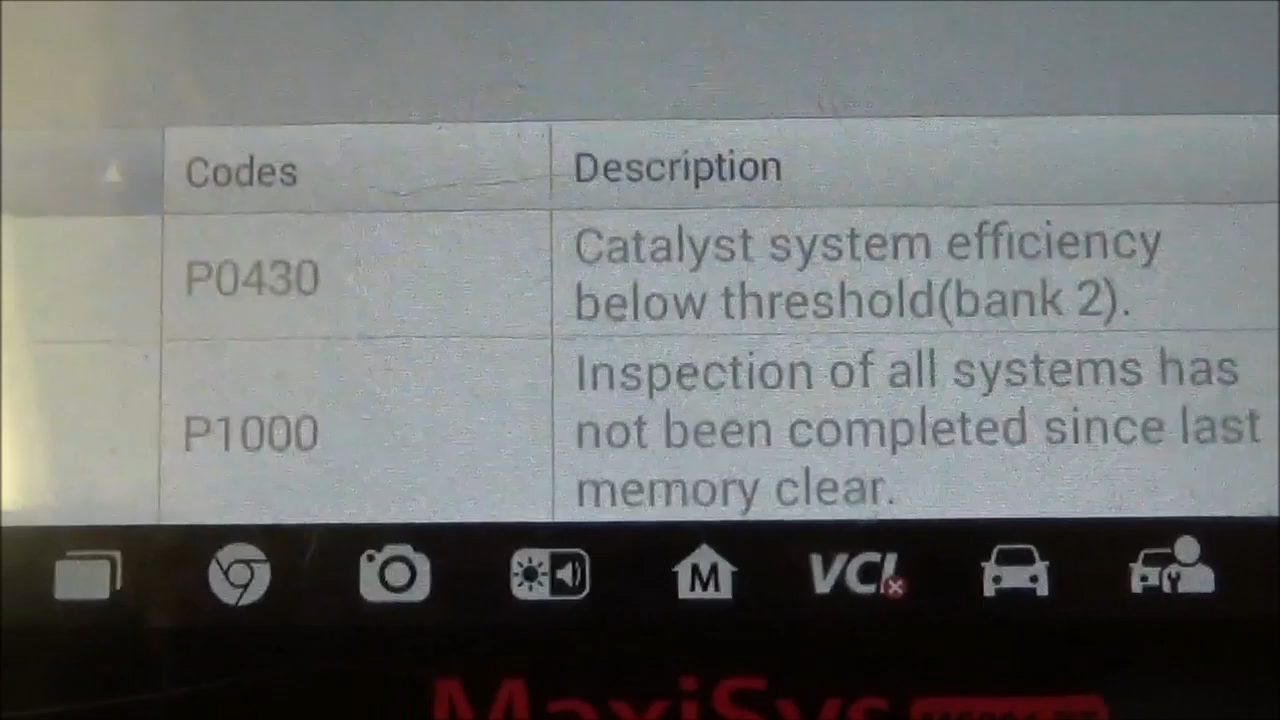 Codes
Description
P0430
Catalyst system efficiency
below threshold(bank 2).
P1000
Inspection of all systems has
not been completed since last
memory clear.
M
VCI
MaxiSys